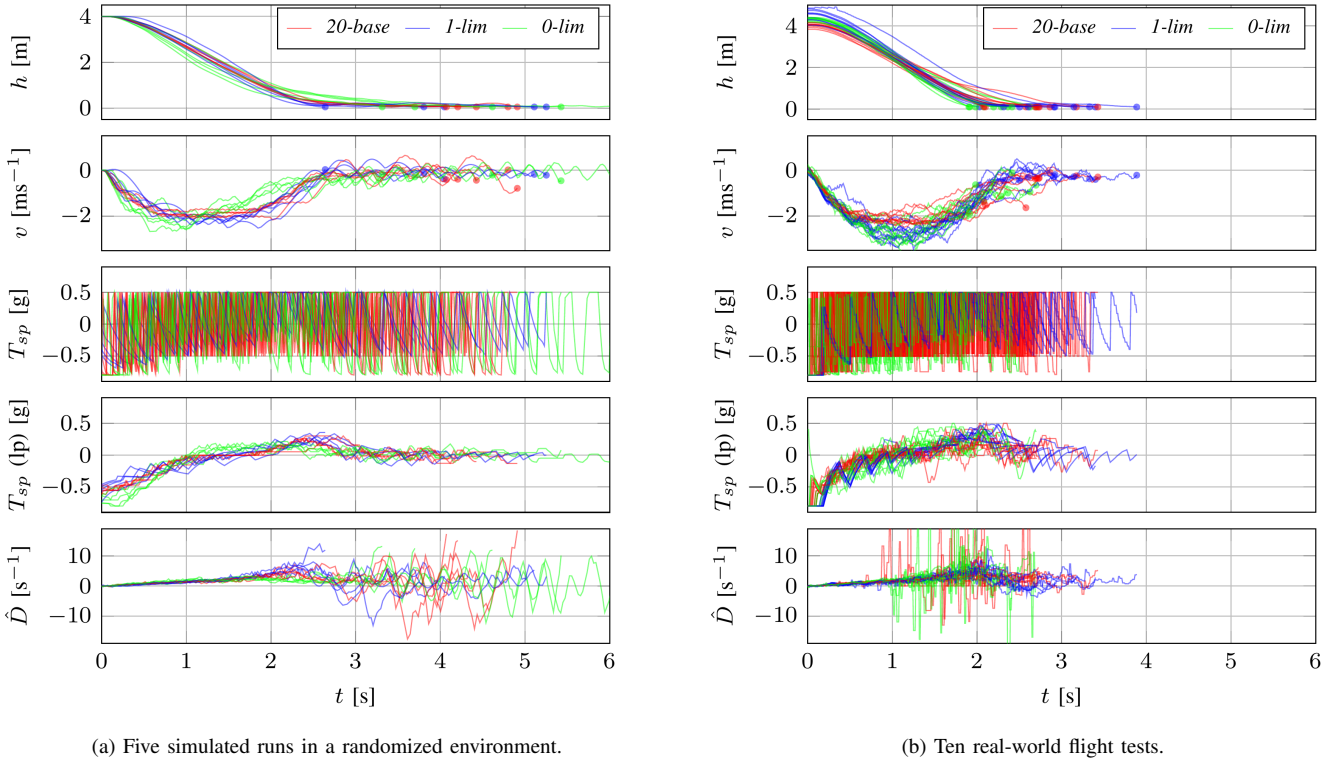 20-base 1-lim 0-lim
4
2
0
h [m]
0
−2
v [ms−1]
0.5
0
−0.5
Tsp [g]
0.5
0
−0.5
Tsp (lp) [g]
10
0
−10
D̂ [s−1]
0 1 2 3 4 5 6
t [s]
(a) Five simulated runs in a randomized environment.
20-base 1-lim 0-lim
4
2
0
h [m]
0
−2
v [ms−1]
0.5
0
−0.5
Tsp [g]
0.5
0
−0.5
Tsp (lp) [g]
10
0
−10
D̂ [s−1]
0 1 2 3 4 5 6
t [s]
(b) Ten real-world flight tests.